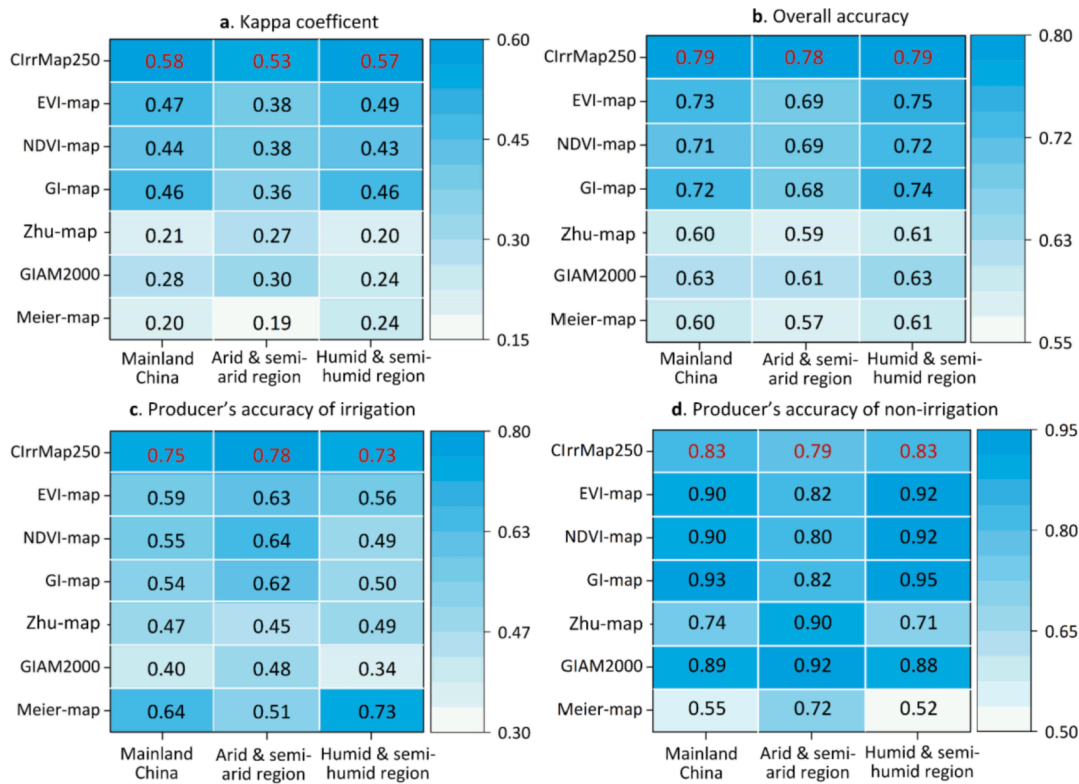 a. Kappa coefficent
CIrrMap250 0.58 0.53 0.57
EVI-map 0.47 0.38 0.49
NDVI-map 0.44 0.38 0.43
GI-map 0.46 0.36 0.46
Zhu-map 0.21 0.27 0.20
GIAM2000 0.28 0.30 0.24
Meier-map 0.20 0.19 0.24
0.60
0.45
0.30
0.15
Mainland China
Arid & semi-arid region
Humid & semi-humid region
b. Overall accuracy
CIrrMap250 0.79 0.78 0.79
EVI-map 0.73 0.69 0.75
NDVI-map 0.71 0.69 0.72
GI-map 0.72 0.68 0.74
Zhu-map 0.60 0.59 0.61
GIAM2000 0.63 0.61 0.63
Meier-map 0.60 0.57 0.61
0.80
0.72
0.63
0.55
Mainland China
Arid & semi-arid region
Humid & semi-humid region
c. Producer’s accuracy of irrigation
CIrrMap250 0.75 0.78 0.73
EVI-map 0.59 0.63 0.56
NDVI-map 0.55 0.64 0.49
GI-map 0.54 0.62 0.50
Zhu-map 0.47 0.45 0.49
GIAM2000 0.40 0.48 0.34
Meier-map 0.64 0.51 0.73
0.80
0.63
0.47
0.30
Mainland China
Arid & semi-arid region
Humid & semi-humid region
d. Producer’s accuracy of non-irrigation
CIrrMap250 0.83 0.79 0.83
EVI-map 0.90 0.82 0.92
NDVI-map 0.90 0.80 0.92
GI-map 0.93 0.82 0.95
Zhu-map 0.74 0.90 0.71
GIAM2000 0.89 0.92 0.88
Meier-map 0.55 0.72 0.52
0.95
0.80
0.65
0.50
Mainland China
Arid & semi-arid region
Humid & semi-humid region